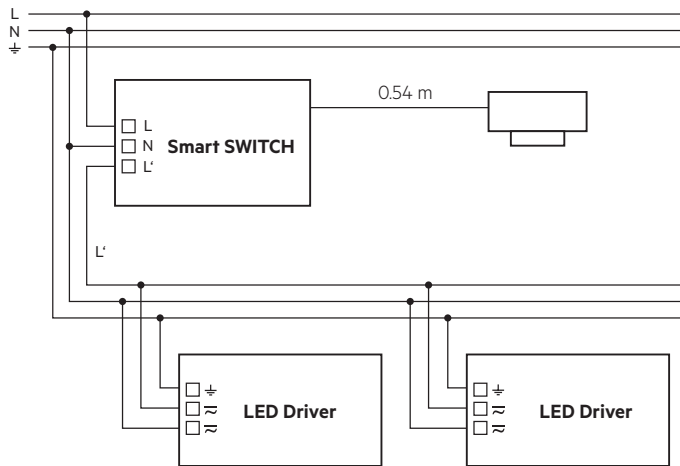 L
N
⏚
0.54 m
L
N Smart SWITCH
L‘
L‘
⏚
LED Driver
⏚
LED Driver